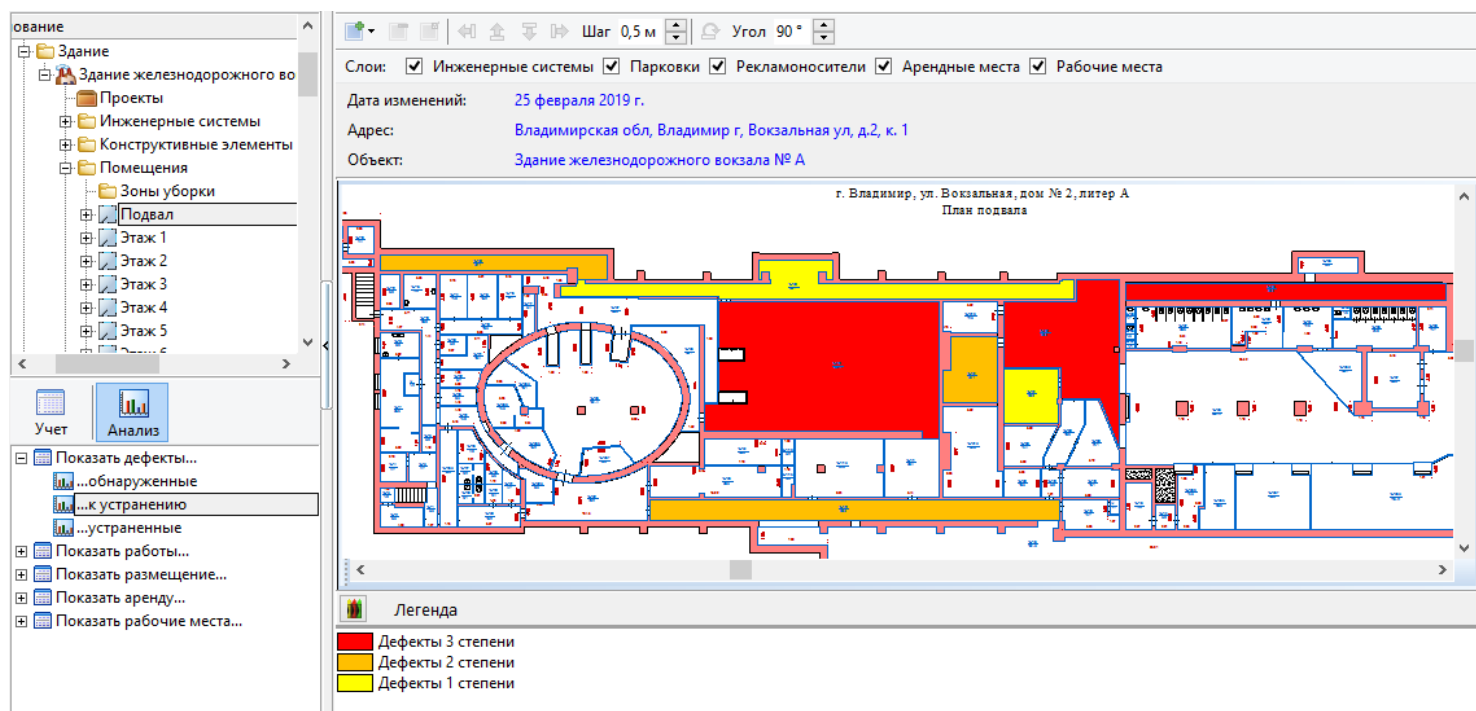 ование
Здание
Здание железнодорожного во
Проекты
Инженерные системы
Конструктивные элементы
Помещения
Зоны уборки
Подвал
Этаж 1
Этаж 2
Этаж 3
Этаж 4
Этаж 5
Учет
Анализ
Показать дефекты...
...обнаруженные
...к устранению
...устраненные
Показать работы...
Показать размещение...
Показать аренду...
Показать рабочие места...
Шаг 0,5 м Угол 90 °
Слои: Инженерные системы Парковки Рекламоносители Арендные места Рабочие места
Дата изменений: 25 февраля 2019 г.
Адрес: Владимирская обл, Владимир г, Вокзальная ул, д.2, к. 1
Объект: Здание железнодорожного вокзала № А
г. Владимир, ул. Вокзальная, дом № 2, литер А
План подвала
Легенда
Дефекты 3 степени
Дефекты 2 степени
Дефекты 1 степени